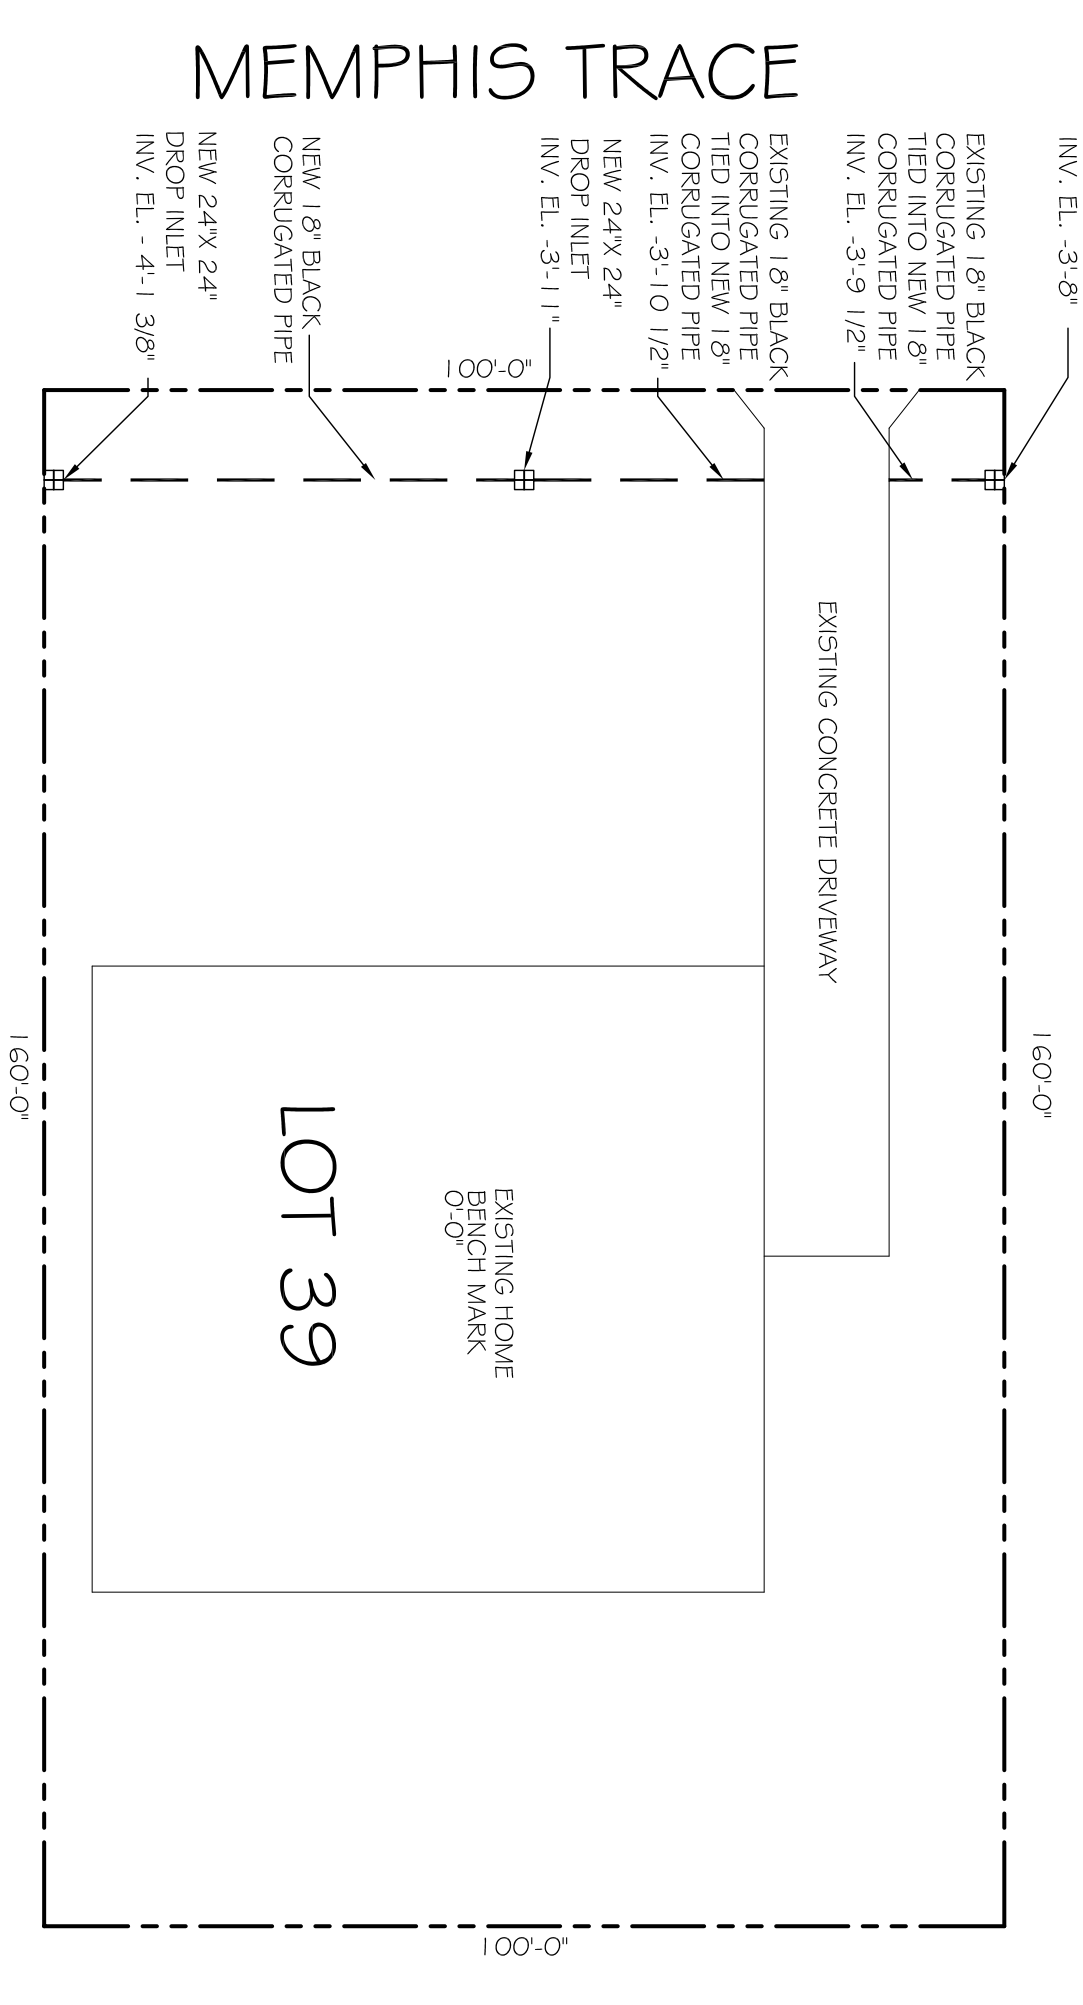 MEMPHIS TRACE
NEW 24"X 24"
DROP INLET
INV. EL. - 4'-1 3/8"
NEW 18" BLACK
CORRUGATED PIPE
NEW 24"X 24"
DROP INLET
INV. EL. -3'-11"
EXISTING 18" BLACK
CORRUGATED PIPE
TIED INTO NEW 18"
CORRUGATED PIPE
INV. EL. -3'-10 1/2"
EXISTING 18" BLACK
CORRUGATED PIPE
TIED INTO NEW 18"
CORRUGATED PIPE
INV. EL. -3'-9 1/2"
INV. EL. -3'-8"
100'-0"
EXISTING CONCRETE DRIVEWAY
160'-0"
160'-0"
LOT 39
EXISTING HOME
BENCH MARK
0'-0"
100'-0"